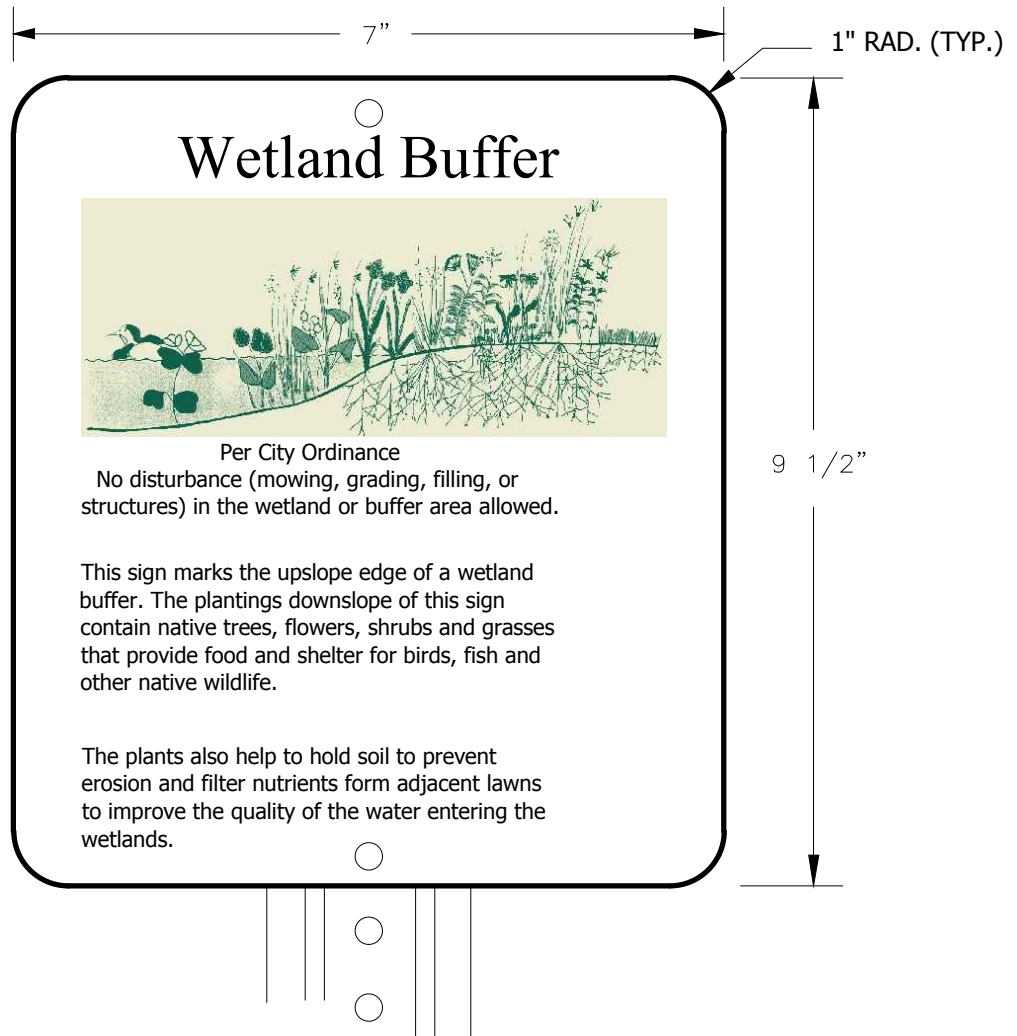 7”
1" RAD. (TYP.)
Wetland Buffer
Per City Ordinance
No disturbance (mowing, grading, filling, or
structures) in the wetland or buffer area allowed.
9 1/2”
This sign marks the upslope edge of a wetland
buffer. The plantings downslope of this sign
contain native trees, flowers, shrubs and grasses
that provide food and shelter for birds, fish and
other native wildlife.
The plants also help to hold soil to prevent
erosion and filter nutrients form adjacent lawns
to improve the quality of the water entering the
wetlands.